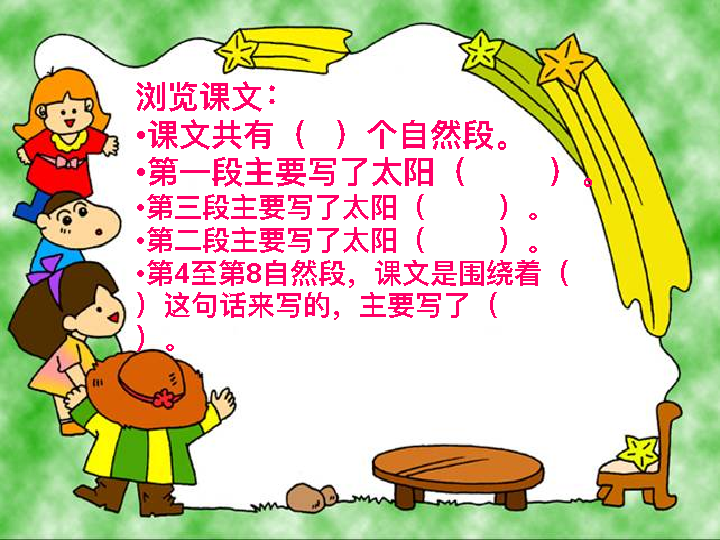 浏览课文：
•课文共有（  ）个自然段。
•第一段主要写了太阳（      ）。
•第三段主要写了太阳（      ）。
•第二段主要写了太阳（      ）。
•第4至第8自然段，课文是围绕着（
）这句话来写的，主要写了（
）。